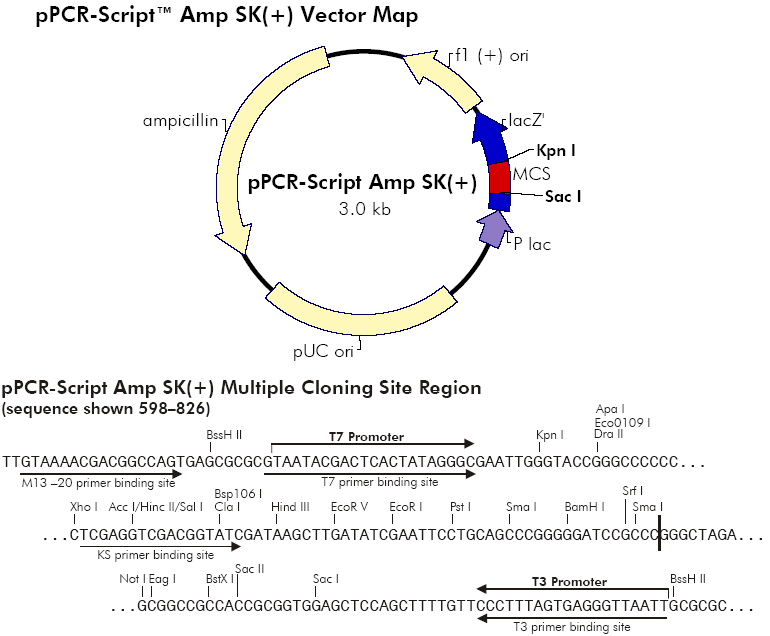 pPCR-Script™ Amp SK(+) Vector Map
f1 (+) ori
ampicillin
lacZ'
Kpn I
MCS
pPCR-Script Amp SK(+)
3.0 kb
Sac I
P lac
pUC ori
pPCR-Script Amp SK(+) Multiple Cloning Site Region
(sequence shown 598–826)
Apa I
Eco0109 I
BssH II T7 Promoter Kpn I Dra II
TTGTAAAACGACGGCCAGTGAGCGCGCGTAATACGACTCACTATAGGGCGAATTGGGTACCGGGCCCCCC...
M13 –20 primer binding site T7 primer binding site
Bsp106 I Srf I
Xho I Acc I/Hinc II/Sal I Cla I Hind III EcoR V EcoR I Pst I Sma I BamH I Sma I
...CTCGAGGTCGACGGTATCGATAAGCTTGATATCGAATTCCTGCAGCCCGGGGGATCCGCCCGGGCTAGA...
KS primer binding site
Sac II
Not I Eag I BstX I Sac I T3 Promoter BssH II
...GCGGCCGCCACCGCGGTGGAGCTCCAGCTTTTGTTCCCTTTAGTGAGGGTTAATTGCGCGC...
T3 primer binding site